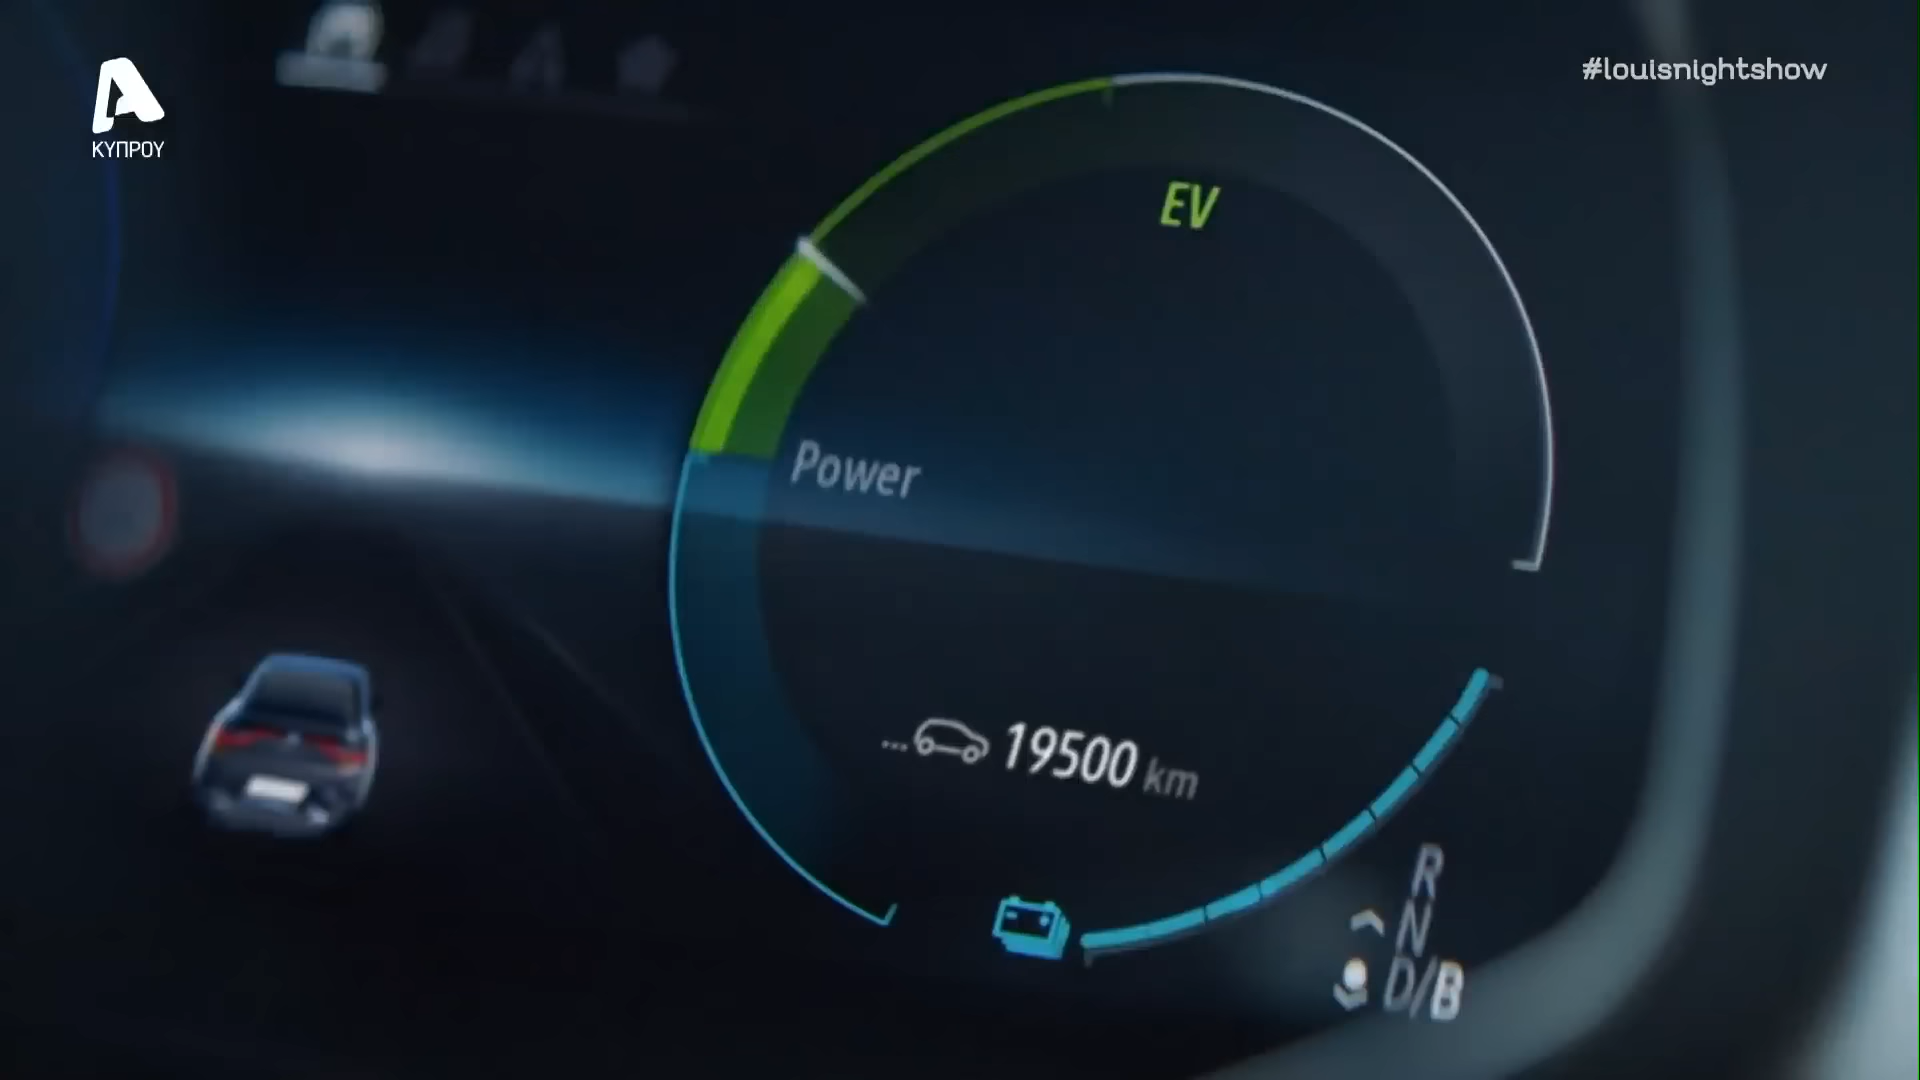 ΚΥΠΡΟΥ
#louisnightshow
EV
Power
19500 km
R
N
D/B